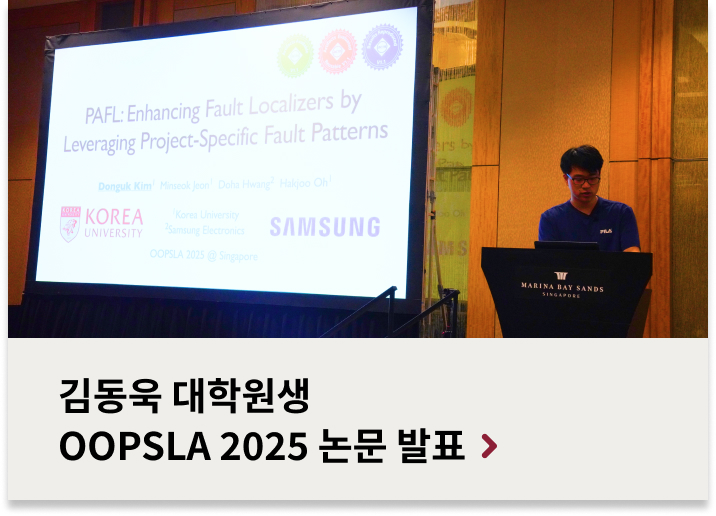 PAFL: Enhancing Fault Localizers by
Leveraging Project-Specific Fault Patterns
Donguk Kim¹ Minseok Jeon¹ Doha Hwang² Hakjoo Oh¹
KOREA
UNIVERSITY
¹Korea University
²Samsung Electronics
SAMSUNG
OOPSLA 2025 @ Singapore
FILA
MARINA BAY SANDS
SINGAPORE
김동욱 대학원생
OOPSLA 2025 논문 발표